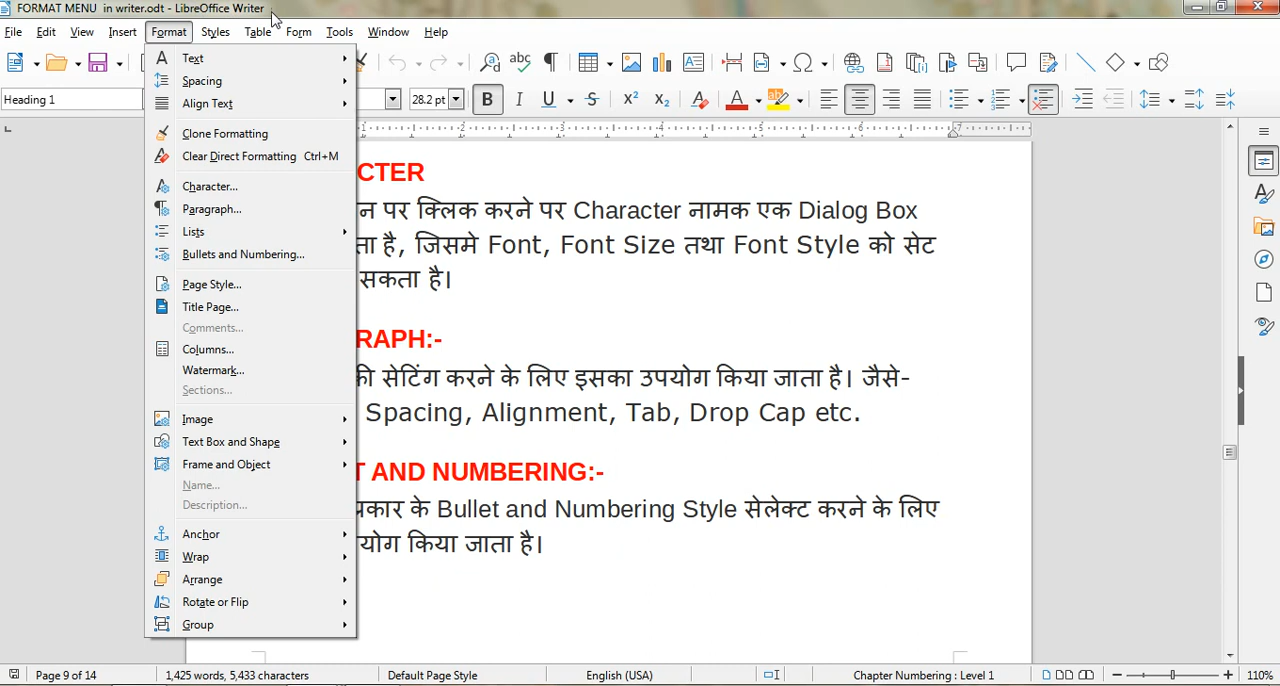 FORMAT MENU in writer.odt - LibreOffice Writer
File Edit View Insert Format Styles Table Form Tools Window Help
Heading 1
28.2 pt
Text
Spacing
Align Text
Clone Formatting
Clear Direct Formatting Ctrl+M
Character...
Paragraph...
Lists
Bullets and Numbering...
Page Style...
Title Page...
Comments...
Columns...
Watermark...
Sections...
Image
Text Box and Shape
Frame and Object
Name...
Description...
Anchor
Wrap
Arrange
Rotate or Flip
Group
CTER
न पर क्लिक करने पर Character नामक एक Dialog Box
ता है, जिसमे Font, Font Size तथा Font Style को सेट
सकता है।
RAPH:-
की सेटिंग करने के लिए इसका उपयोग किया जाता है। जैसे-
Spacing, Alignment, Tab, Drop Cap etc.
T AND NUMBERING:-
प्रकार के Bullet and Numbering Style सेलेक्ट करने के लिए
योग किया जाता है।
Page 9 of 14 1,425 words, 5,433 characters Default Page Style English (USA) Chapter Numbering : Level 1 110%